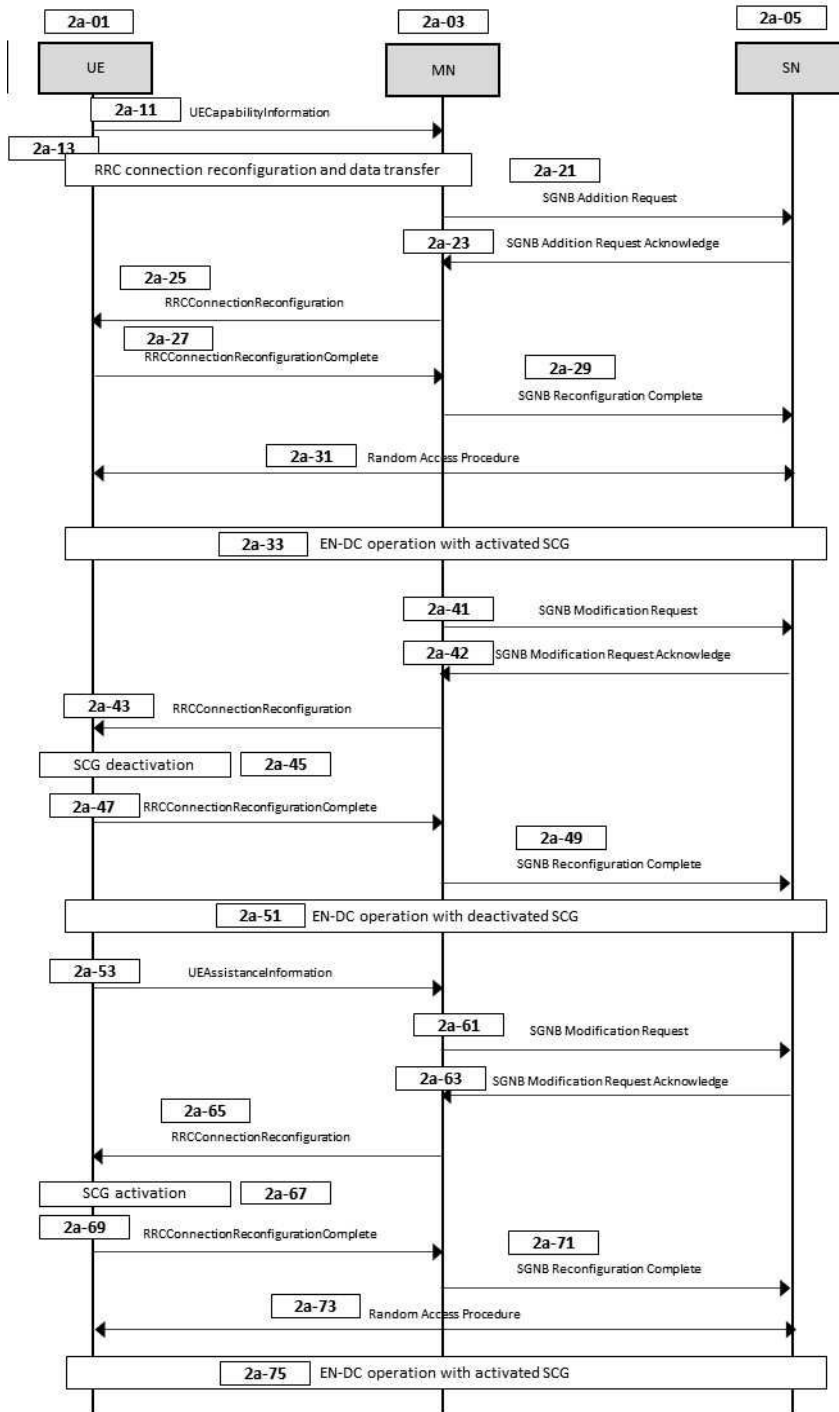 2a-01
2a-03
2a-05
UE
MN
SN
2a-11
UECapabilityInformation
2a-13
RRC connection reconfiguration and data transfer
2a-21
SGNB Addition Request
2a-23
SGNB Addition Request Acknowledge
2a-25
RRCConnectionReconfiguration
2a-27
RRCConnectionReconfigurationComplete
2a-29
SGNB Reconfiguration Complete
2a-31
Random Access Procedure
2a-33
EN-DC operation with activated SCG
2a-41
SGNB Modification Request
2a-42
SGNB Modification Request Acknowledge
2a-43
RRCConnectionReconfiguration
SCG deactivation
2a-45
2a-47
RRCConnectionReconfigurationComplete
2a-49
SGNB Reconfiguration Complete
2a-51
EN-DC operation with deactivated SCG
2a-53
UEAssistanceInformation
2a-61
SGNB Modification Request
2a-63
SGNB Modification Request Acknowledge
2a-65
RRCConnectionReconfiguration
SCG activation
2a-67
2a-69
RRCConnectionReconfigurationComplete
2a-71
SGNB Reconfiguration Complete
2a-73
Random Access Procedure
2a-75
EN-DC operation with activated SCG